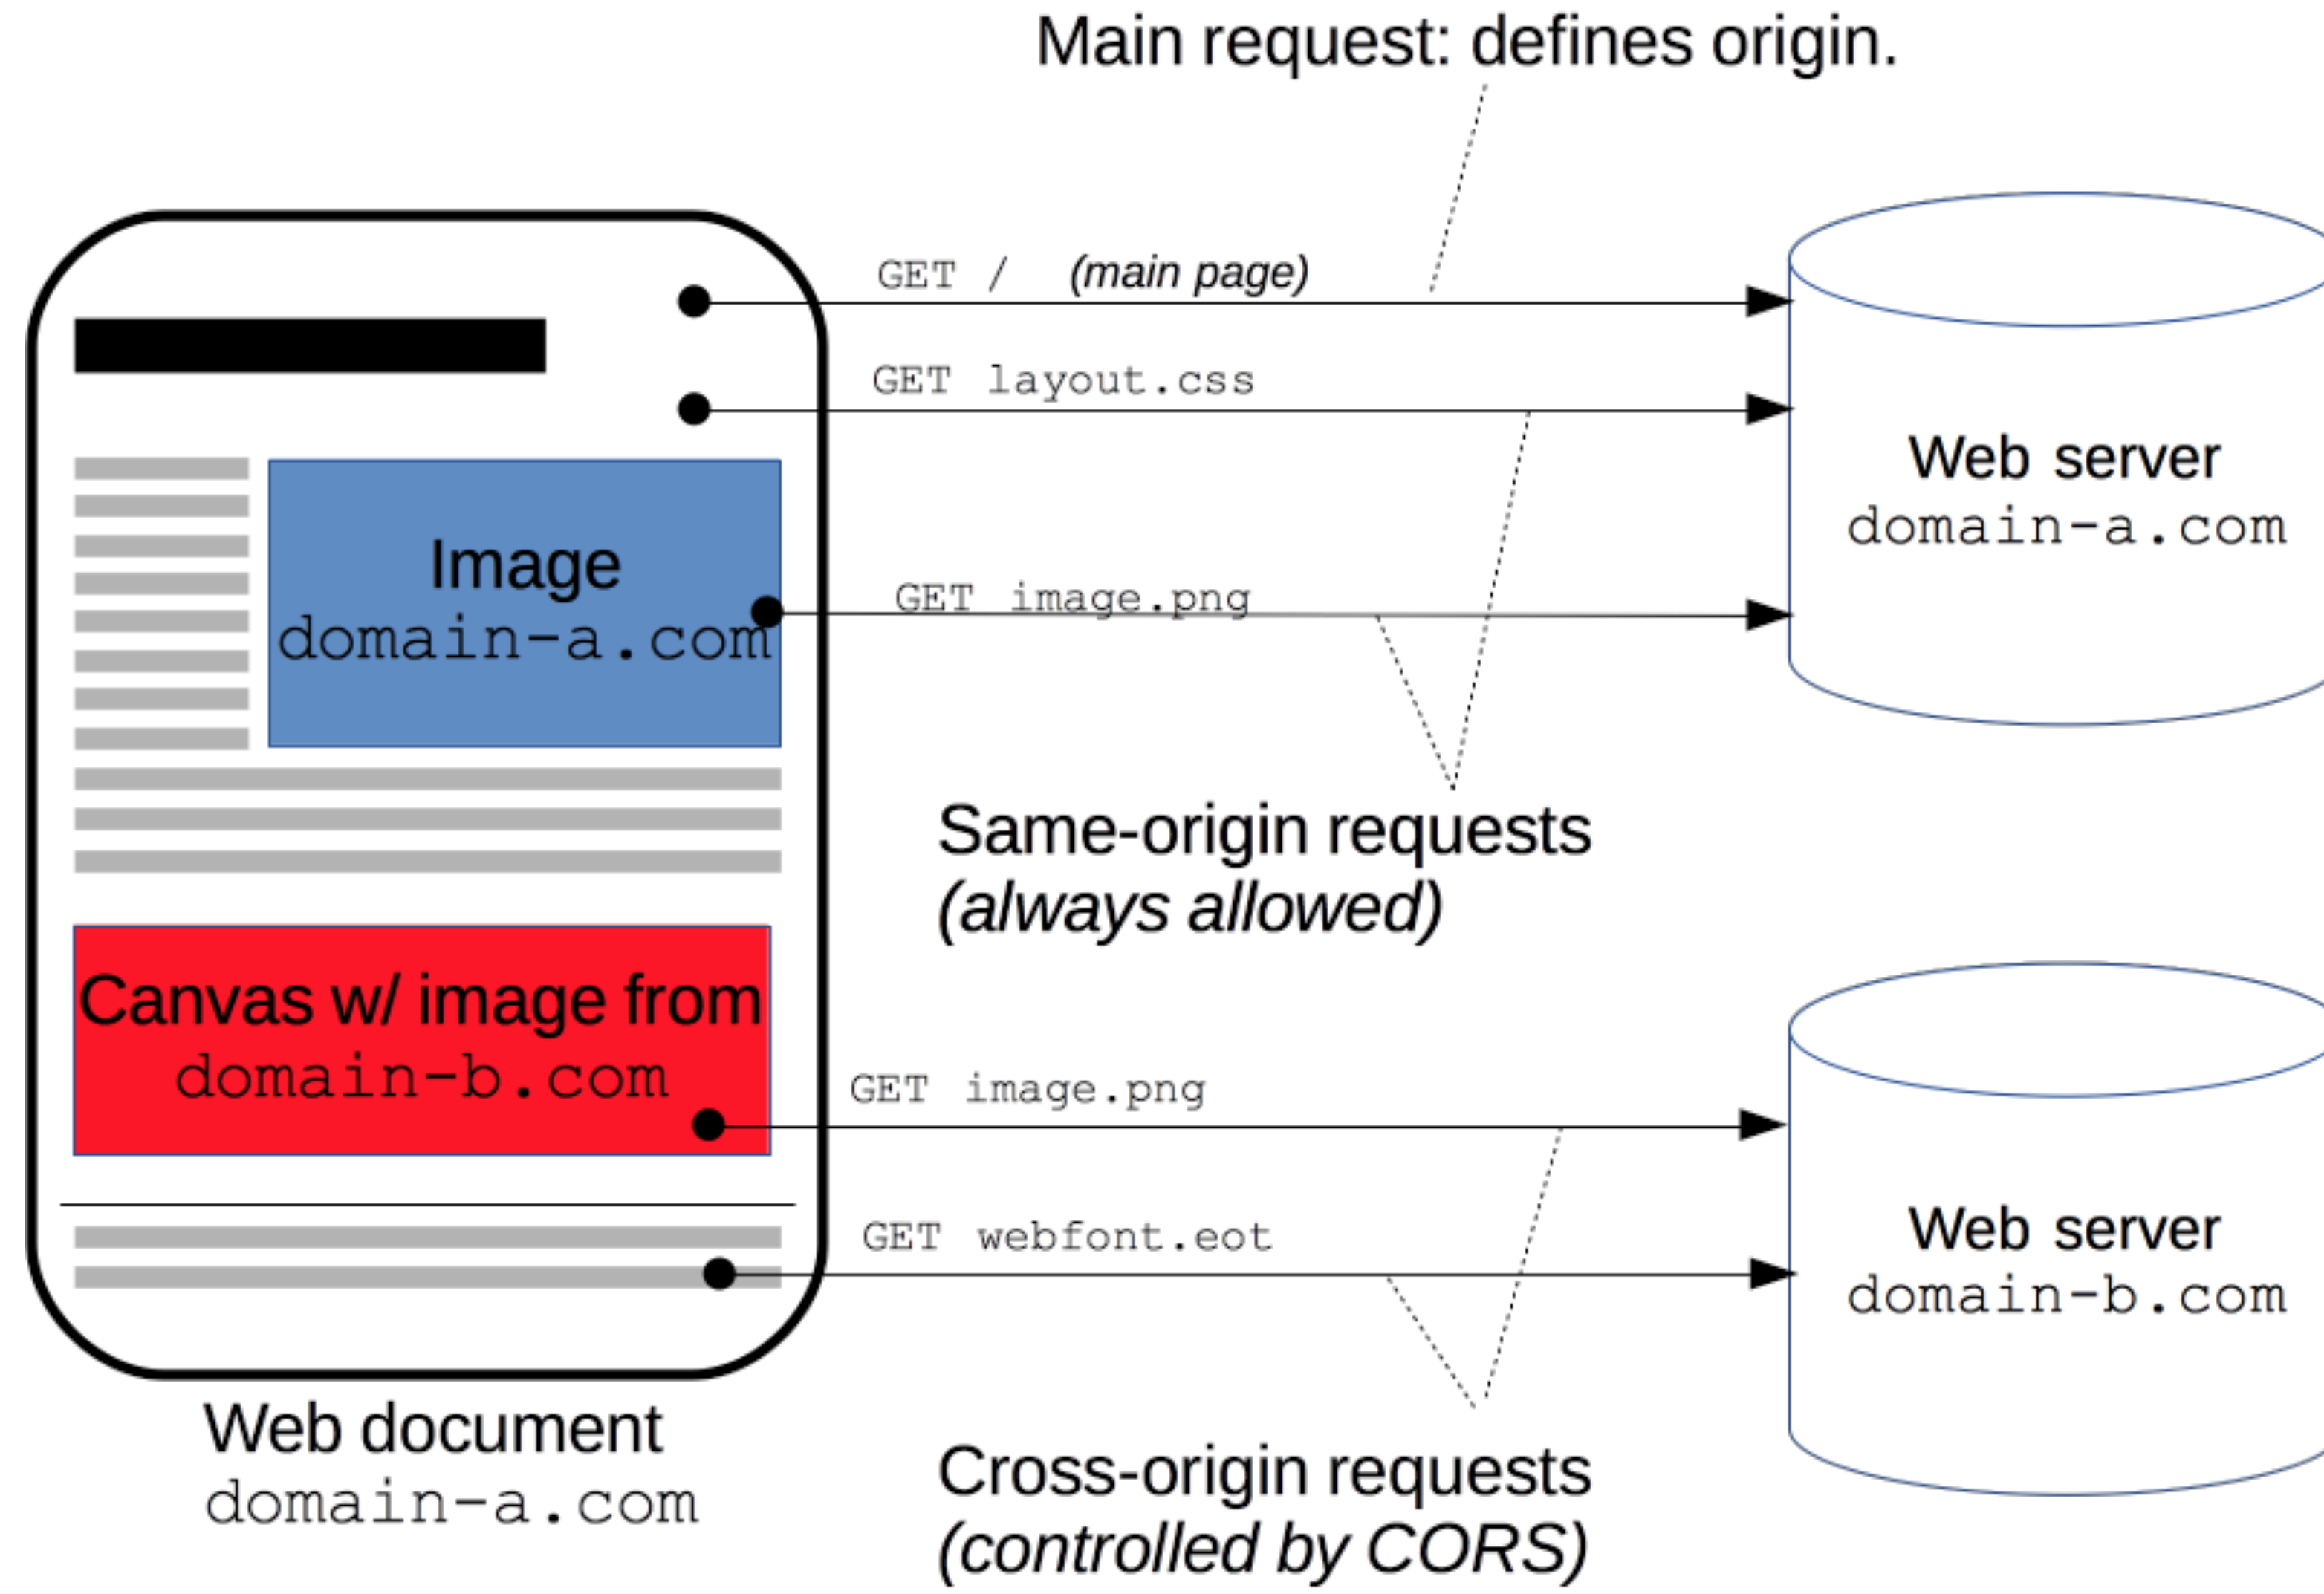 Main request: defines origin.
GET / (main page)
GET layout.css
Image
domain-a.com
GET image.png
Web server
domain-a.com
Same-origin requests
(always allowed)
Canvas w/ image from
domain-b.com
GET image.png
GET webfont.eot
Web server
domain-b.com
Web document
domain-a.com
Cross-origin requests
(controlled by CORS)